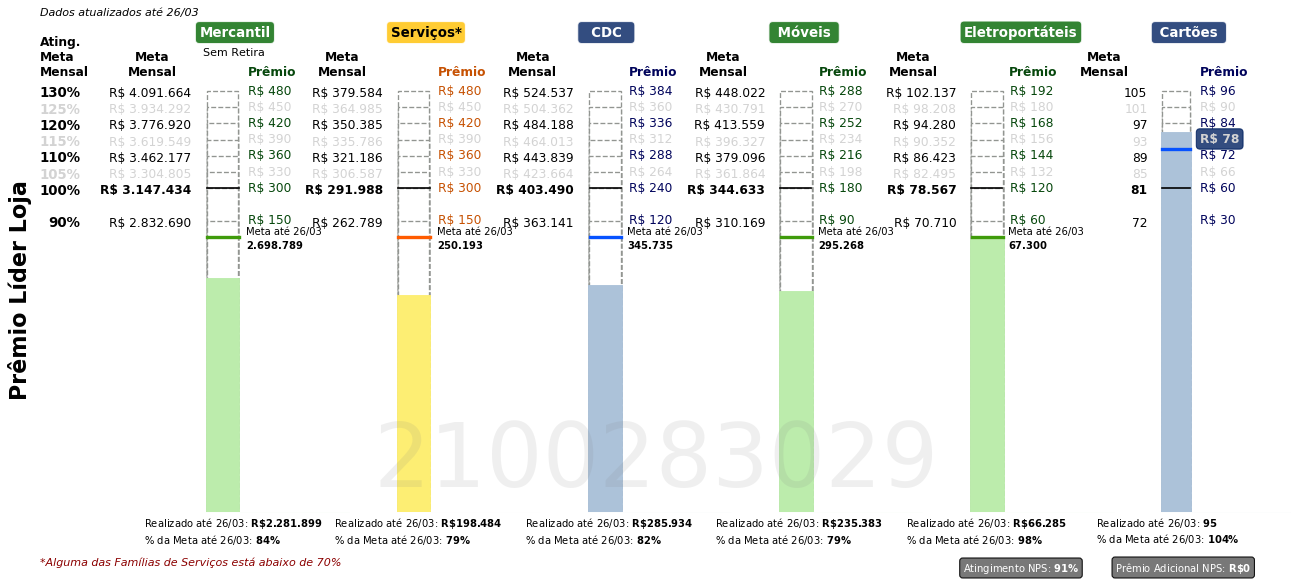 Dados atualizados até 26/03
Mercantil Serviços* CDC Móveis Eletroportáteis Cartões
Sem Retira
Ating. Meta Mensal
Meta Mensal Prêmio Meta Mensal Prêmio Meta Mensal Prêmio Meta Mensal Prêmio Meta Mensal Prêmio Meta Mensal Prêmio
130% R$ 4.091.664 R$ 480 R$ 379.584 R$ 480 R$ 524.537 R$ 384 R$ 448.022 R$ 288 R$ 102.137 R$ 192 105 R$ 96
125% R$ 3.934.292 R$ 450 R$ 364.985 R$ 450 R$ 504.362 R$ 360 R$ 430.791 R$ 270 R$ 98.208 R$ 180 101 R$ 90
120% R$ 3.776.920 R$ 420 R$ 350.385 R$ 420 R$ 484.188 R$ 336 R$ 413.559 R$ 252 R$ 94.280 R$ 168 97 R$ 84
115% R$ 3.619.549 R$ 390 R$ 335.786 R$ 390 R$ 464.013 R$ 312 R$ 396.327 R$ 234 R$ 90.352 R$ 156 93 R$ 78
110% R$ 3.462.177 R$ 360 R$ 321.186 R$ 360 R$ 443.839 R$ 288 R$ 379.096 R$ 216 R$ 86.423 R$ 144 89 R$ 72
105% R$ 3.304.805 R$ 330 R$ 306.587 R$ 330 R$ 423.664 R$ 264 R$ 361.864 R$ 198 R$ 82.495 R$ 132 85 R$ 66
100% R$ 3.147.434 R$ 300 R$ 291.988 R$ 300 R$ 403.490 R$ 240 R$ 344.633 R$ 180 R$ 78.567 R$ 120 81 R$ 60
90% R$ 2.832.690 R$ 150 R$ 262.789 R$ 150 R$ 363.141 R$ 120 R$ 310.169 R$ 90 R$ 70.710 R$ 60 72 R$ 30
Meta até 26/03 Meta até 26/03 Meta até 26/03 Meta até 26/03 Meta até 26/03
2.698.789 250.193 345.735 295.268 67.300
Prêmio Líder Loja
2100283029
Realizado até 26/03: R$2.281.899 Realizado até 26/03: R$198.484 Realizado até 26/03: R$285.934 Realizado até 26/03: R$235.383 Realizado até 26/03: R$66.285 Realizado até 26/03: 95
% da Meta até 26/03: 84% % da Meta até 26/03: 79% % da Meta até 26/03: 82% % da Meta até 26/03: 79% % da Meta até 26/03: 98% % da Meta até 26/03: 104%
*Alguma das Famílias de Serviços está abaixo de 70%
Atingimento NPS: 91% Prêmio Adicional NPS: R$0